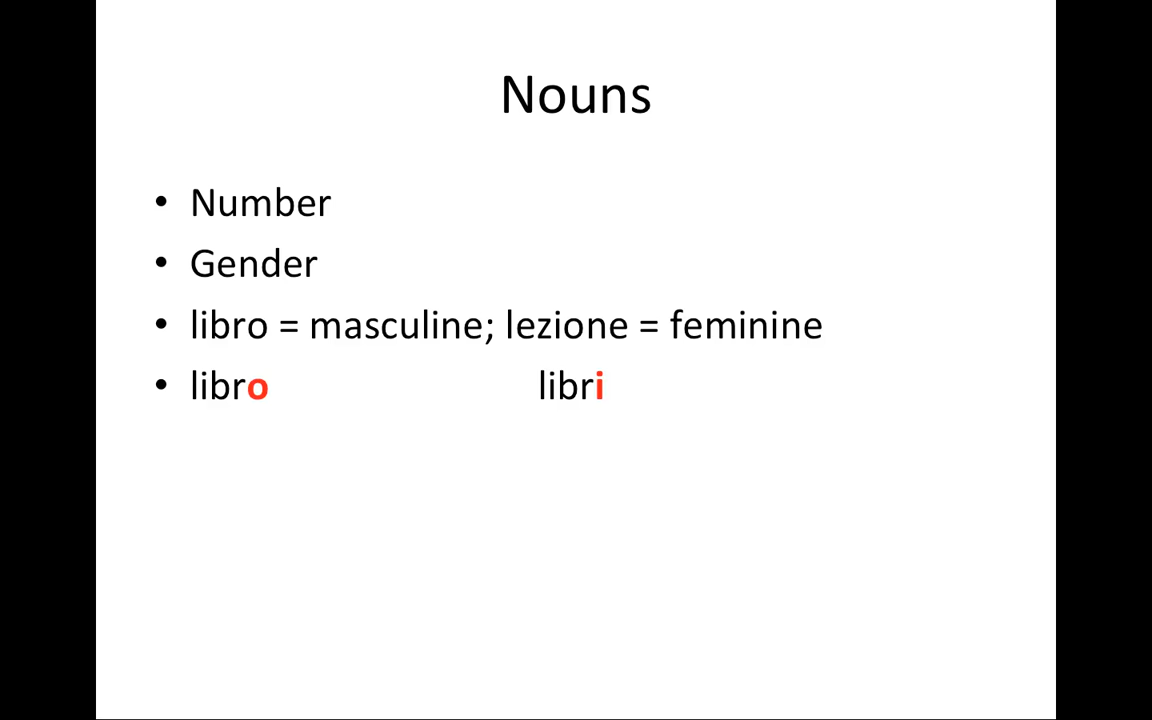 Nouns
• Number
• Gender
• libro = masculine; lezione = feminine
• libro libri